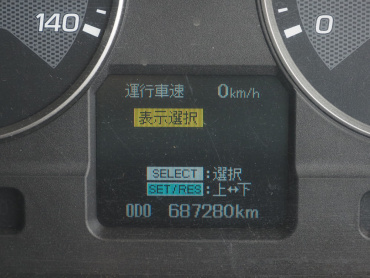 140
0
運行車速 0km/h
表示選択
SELECT:選択
SET/RES:上↔下
ODO 687280km